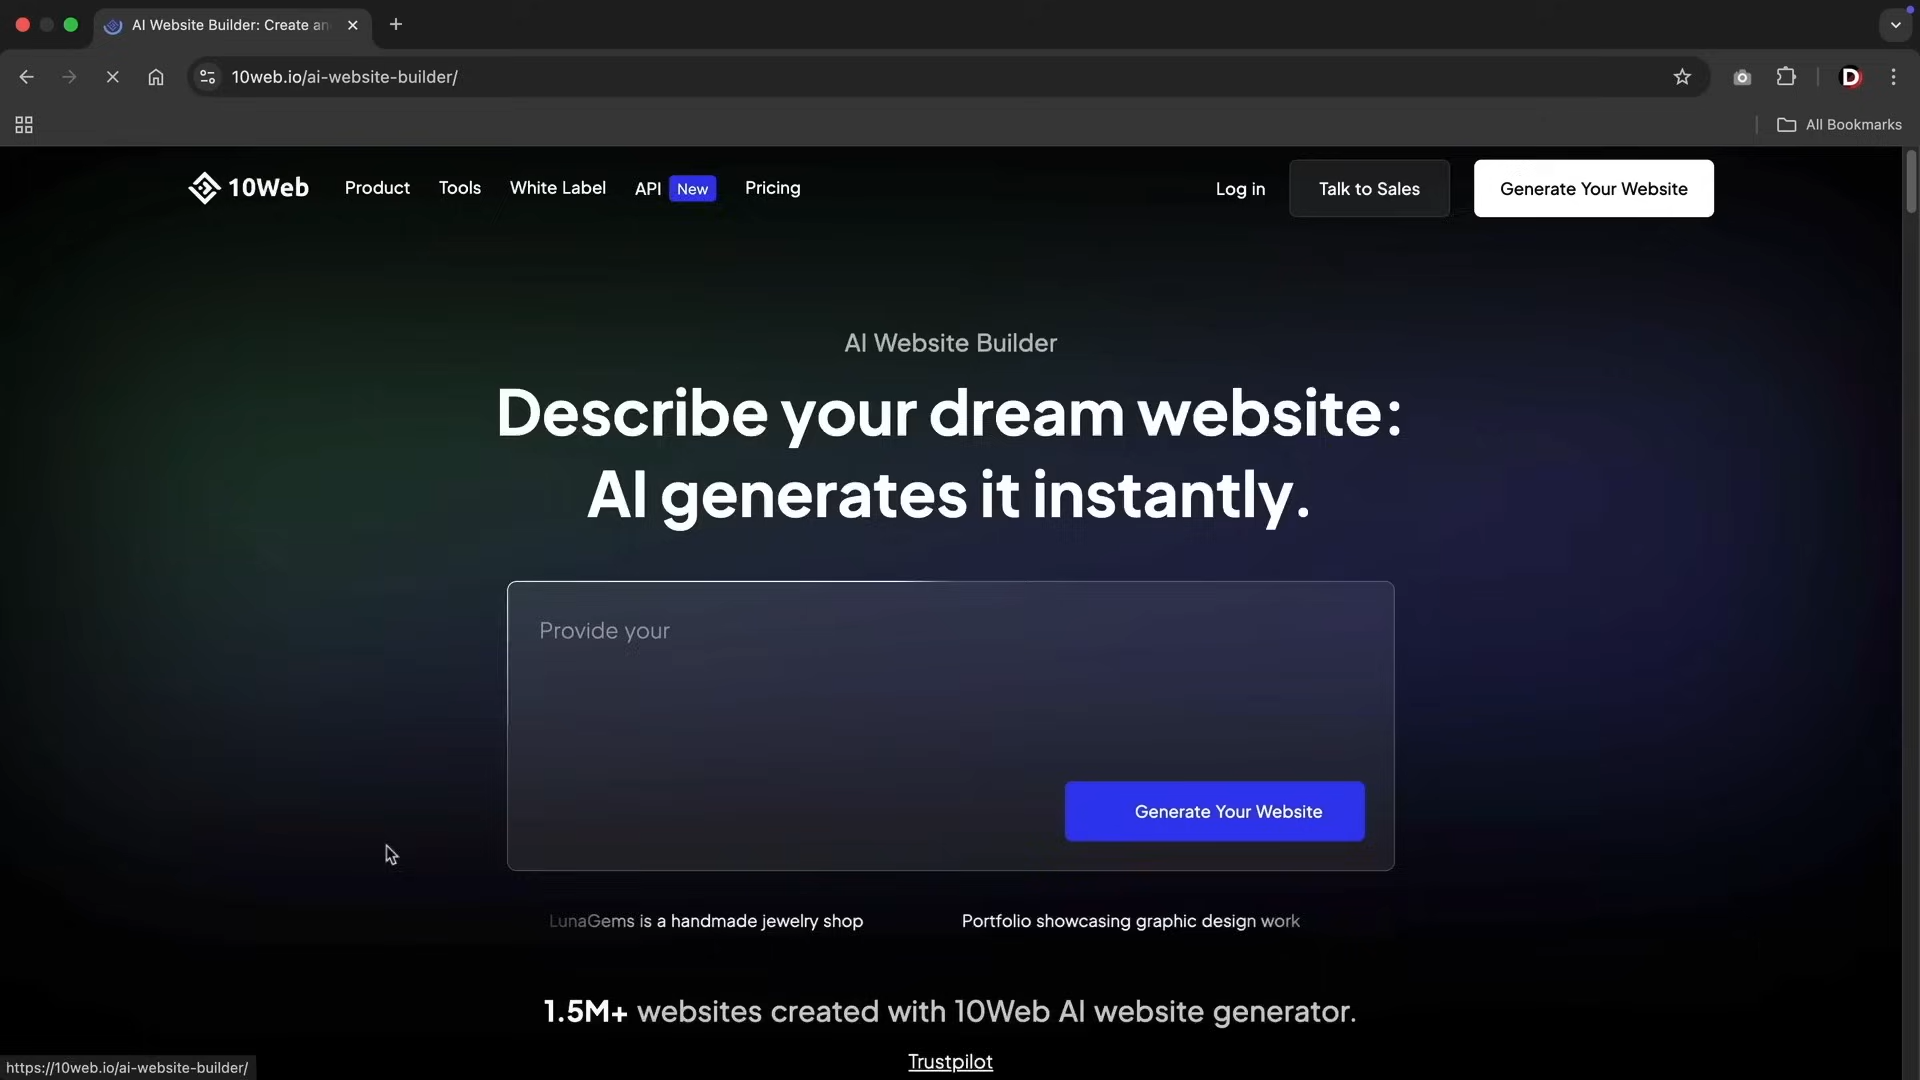 AI Website Builder: Create an
10web.io/ai-website-builder/
All Bookmarks
10Web
Product
Tools
White Label
API New
Pricing
Log in
Talk to Sales
Generate Your Website
AI Website Builder
Describe your dream website:
AI generates it instantly.
Provide your
Generate Your Website
LunaGems is a handmade jewelry shop
Portfolio showcasing graphic design work
1.5M+ websites created with 10Web AI website generator.
Trustpilot
https://10web.io/ai-website-builder/
D